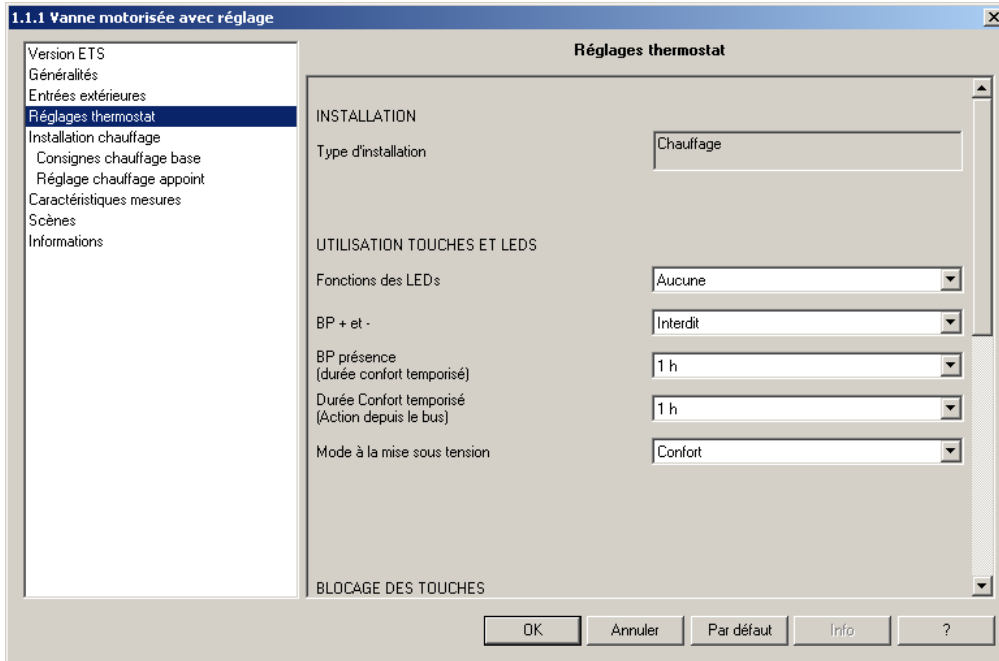 1.1.1 Vanne motorisée avec réglage
Version ETS
Généralités
Entrées extérieures
Réglages thermostat
Installation chauffage
Consignes chauffage base
Réglage chauffage appoint
Caractéristiques mesures
Scènes
Informations
Réglages thermostat
INSTALLATION
Type d'installation
Chauffage
UTILISATION TOUCHES ET LEDS
Fonctions des LEDs
Aucune
BP + et -
Interdit
BP présence
(durée confort temporisé)
1 h
Durée Confort temporisé
(Action depuis le bus)
1 h
Mode à la mise sous tension
Confort
BLOCAGE DES TOUCHES
OK
Annuler
Par défaut
Info
?